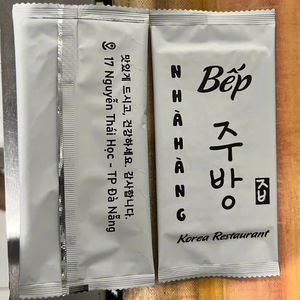 맛있게 드시고, 건강하세요. 감사합니다.
17 Nguyễn Thái Học - TP Đà Nẵng
NHÀ HÀNG
Bếp
주방
Korea Restaurant